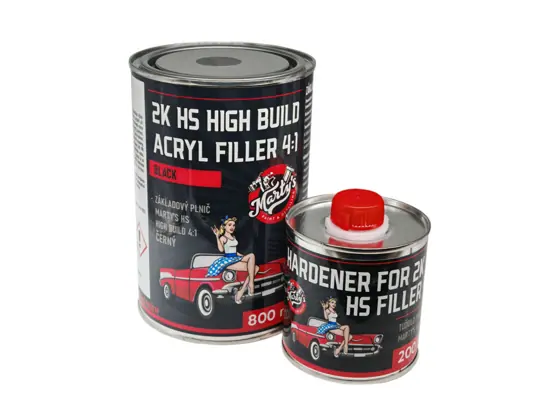 2K HS HIGH BUILD
ACRYL FILLER 4:1
BLACK
Marty's
ZÁKLADOVÝ PLNIČ
MARTY'S HS
HIGH BUILD 4:1
ČERNÝ
800
HARDENER FOR 2K
HS FILLER
Marty's
200